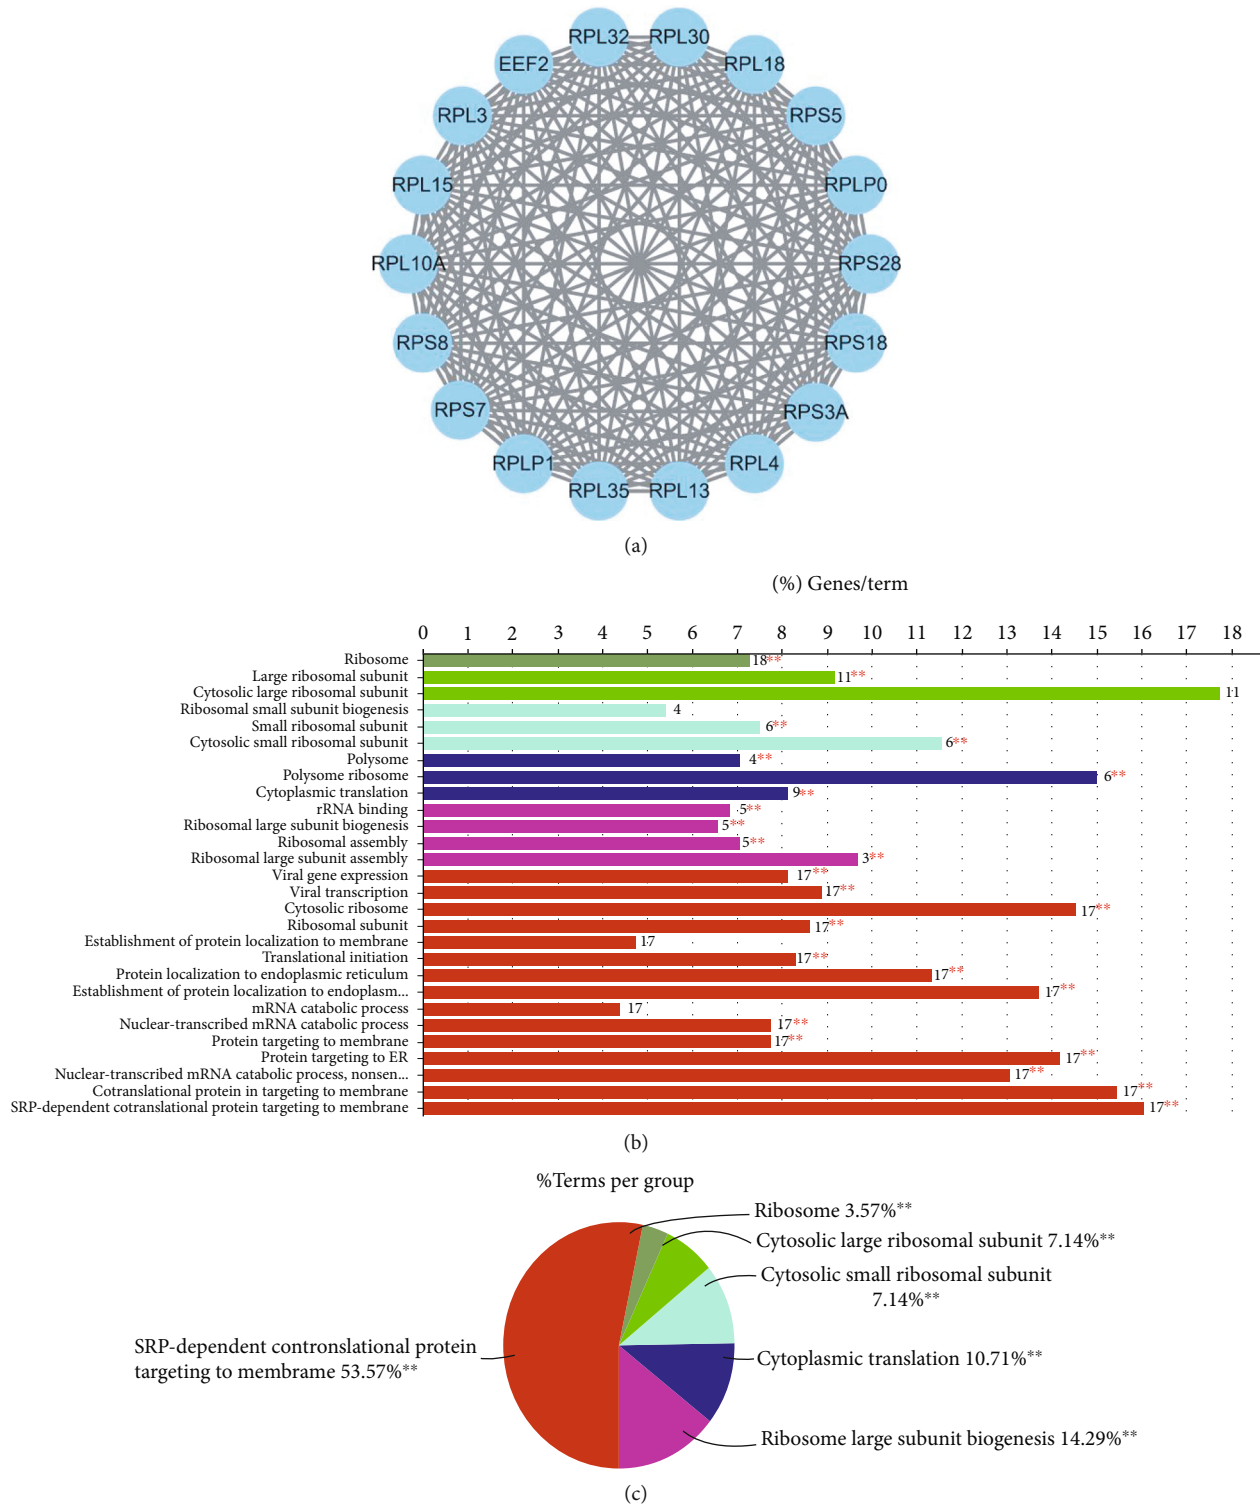 RPL32 RPL30
EEF2 RPL18
RPL3 RPS5
RPL15 RPLP0
RPL10A RPS28
RPS8 RPS18
RPS7 RPS3A
RPLP1 RPL4
RPL35 RPL13
(a)
(%) Genes/term
0 1 2 3 4 5 6 7 8 9 10 11 12 13 14 15 16 17 18
Ribosome 18**
Large ribosomal subunit 11**
Cytosolic large ribosomal subunit 11
Ribosomal small subunit biogenesis 4
Small ribosomal subunit 6**
Cytosolic small ribosomal subunit 6**
Polysome 4**
Polysome ribosome 6**
Cytoplasmic translation 9**
rRNA binding 5**
Ribosomal large subunit biogenesis 5**
Ribosomal assembly 5**
Ribosomal large subunit assembly 3**
Viral gene expression 17**
Viral transcription 17**
Cytosolic ribosome 17**
Ribosomal subunit 17**
Establishment of protein localization to membrane 17
Translational initiation 17**
Protein localization to endoplasmic reticulum 17**
Establishment of protein localization to endoplasm... 17**
mRNA catabolic process 17
Nuclear-transcribed mRNA catabolic process 17**
Protein targeting to membrane 17**
Protein targeting to ER 17**
Nuclear-transcribed mRNA catabolic process, nonsen... 17**
Cotranslational protein in targeting to membrane 17**
SRP-dependent cotranslational protein targeting to membrane 17**
(b)
%Terms per group
Ribosome 3.57%**
Cytosolic large ribosomal subunit 7.14%**
Cytosolic small ribosomal subunit
7.14%**
SRP-dependent contronslational protein
targeting to membrame 53.57%**
Cytoplasmic translation 10.71%**
Ribosome large subunit biogenesis 14.29%**
(c)